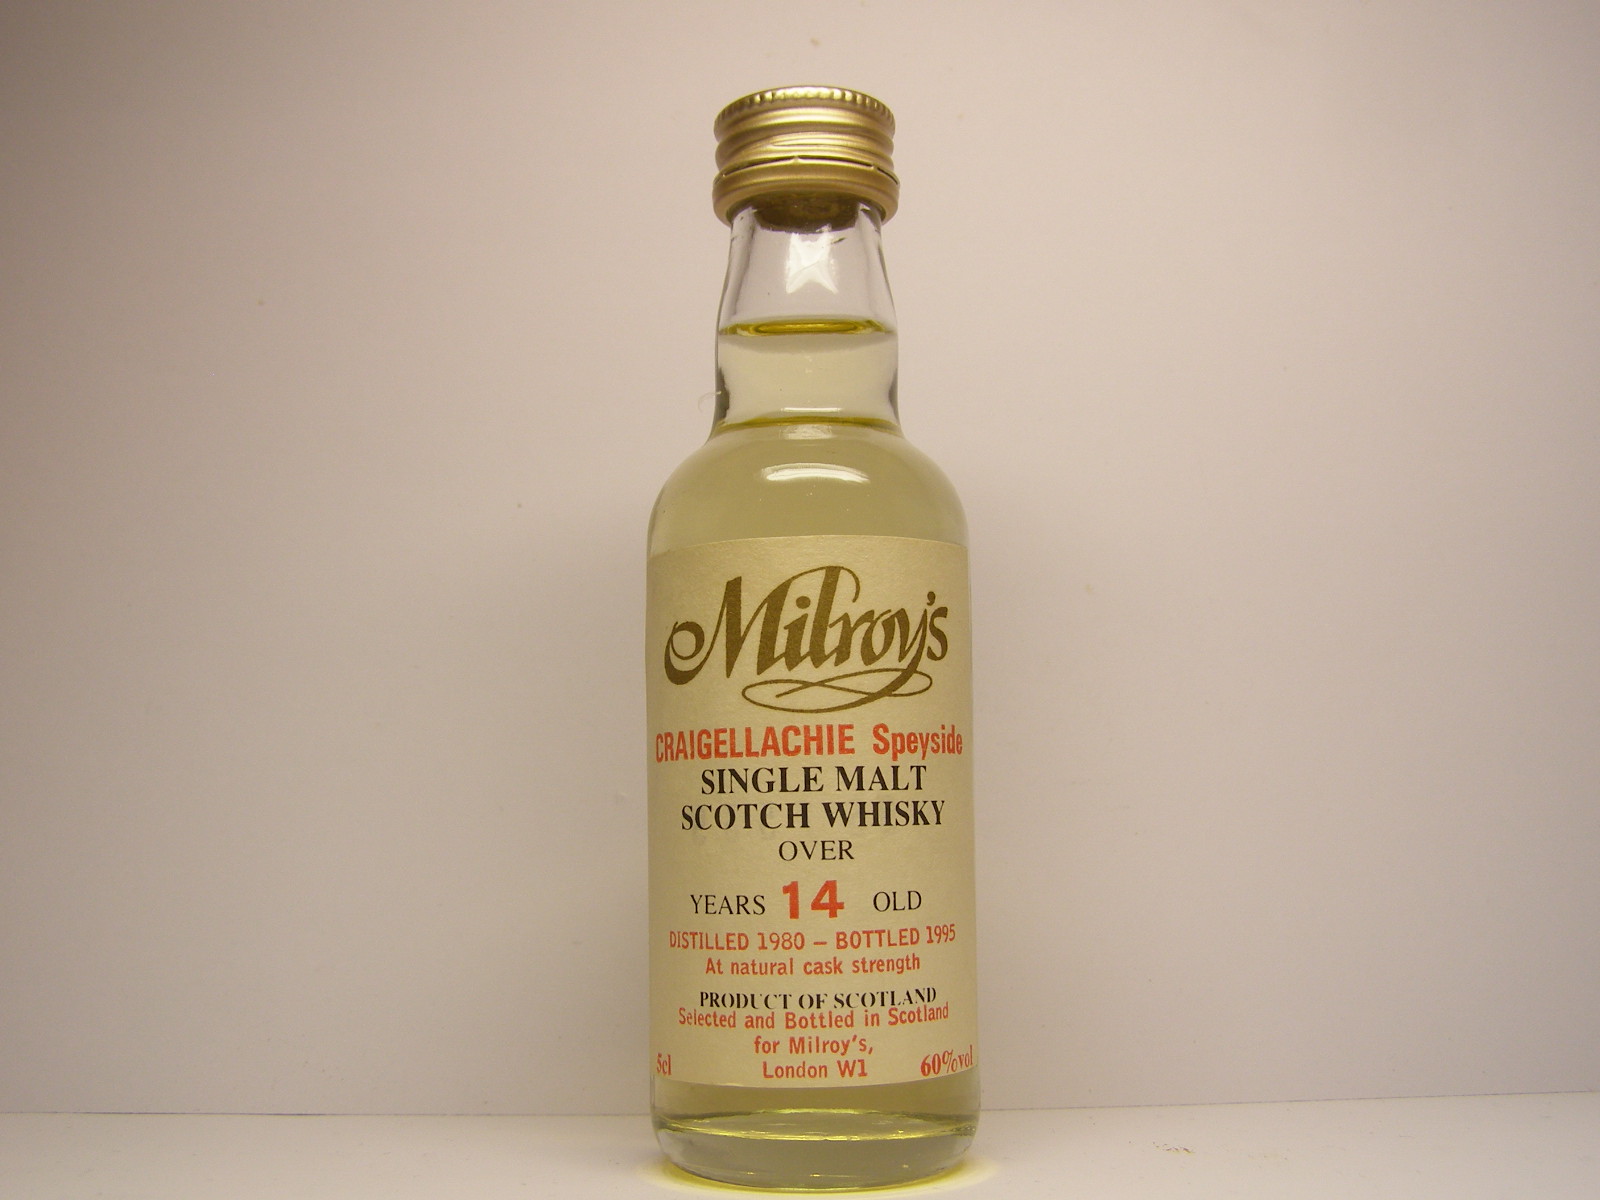 Milroy's
CRAIGELLACHIE Speyside
SINGLE MALT
SCOTCH WHISKY
OVER
YEARS 14 OLD
DISTILLED 1980 – BOTTLED 1995
At natural cask strength
PRODUCT OF SCOTLAND
Selected and Bottled in Scotland
for Milroy's,
5cl London W1 60%vol